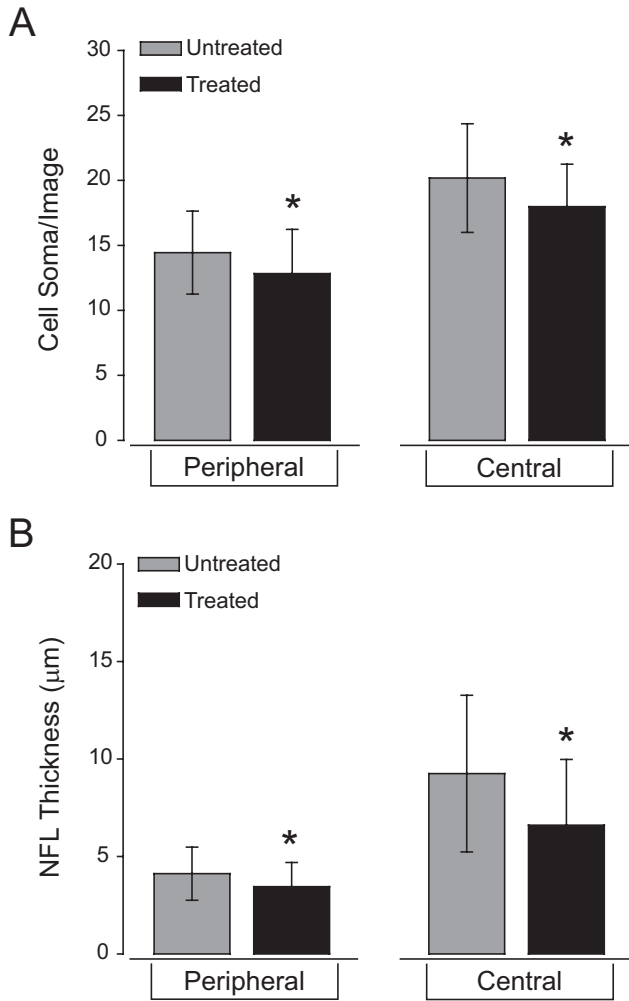 A
30
25
20
15
10
5
0
Cell Soma/Image
Untreated
Treated
*
*
Peripheral
Central
B
20
15
10
5
0
NFL Thickness (μm)
Untreated
Treated
*
*
Peripheral
Central